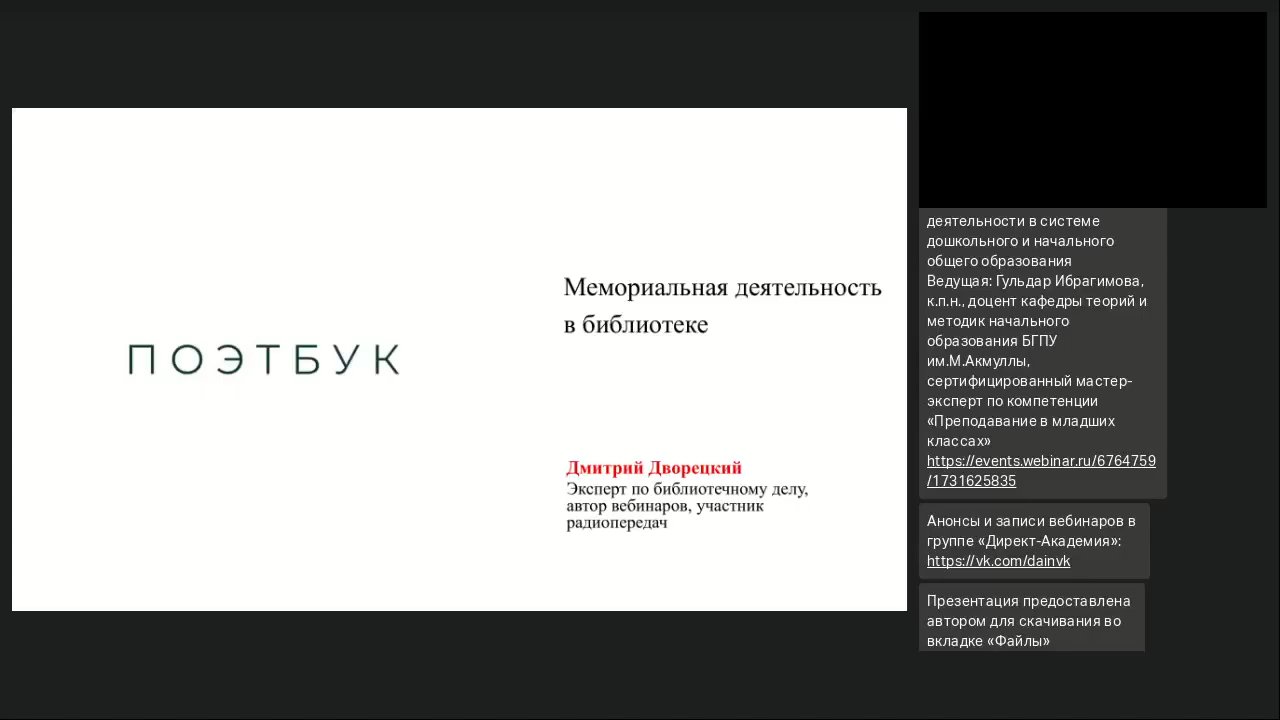 ПОЭТБУК
Мемориальная деятельность
в библиотеке
Дмитрий Дворецкий
Эксперт по библиотечному делу,
автор вебинаров, участник
радиопередач
деятельности в системе
дошкольного и начального
общего образования
Ведущая: Гульдар Ибрагимова,
к.п.н., доцент кафедры теорий и
методик начального
образования БГПУ
им.М.Акмуллы,
сертифицированный мастер-
эксперт по компетенции
«Преподавание в младших
классах»
https://events.webinar.ru/6764759
/1731625835
Анонсы и записи вебинаров в
группе «Директ-Академия»:
https://vk.com/dainvk
Презентация предоставлена
автором для скачивания во
вкладке «Файлы»